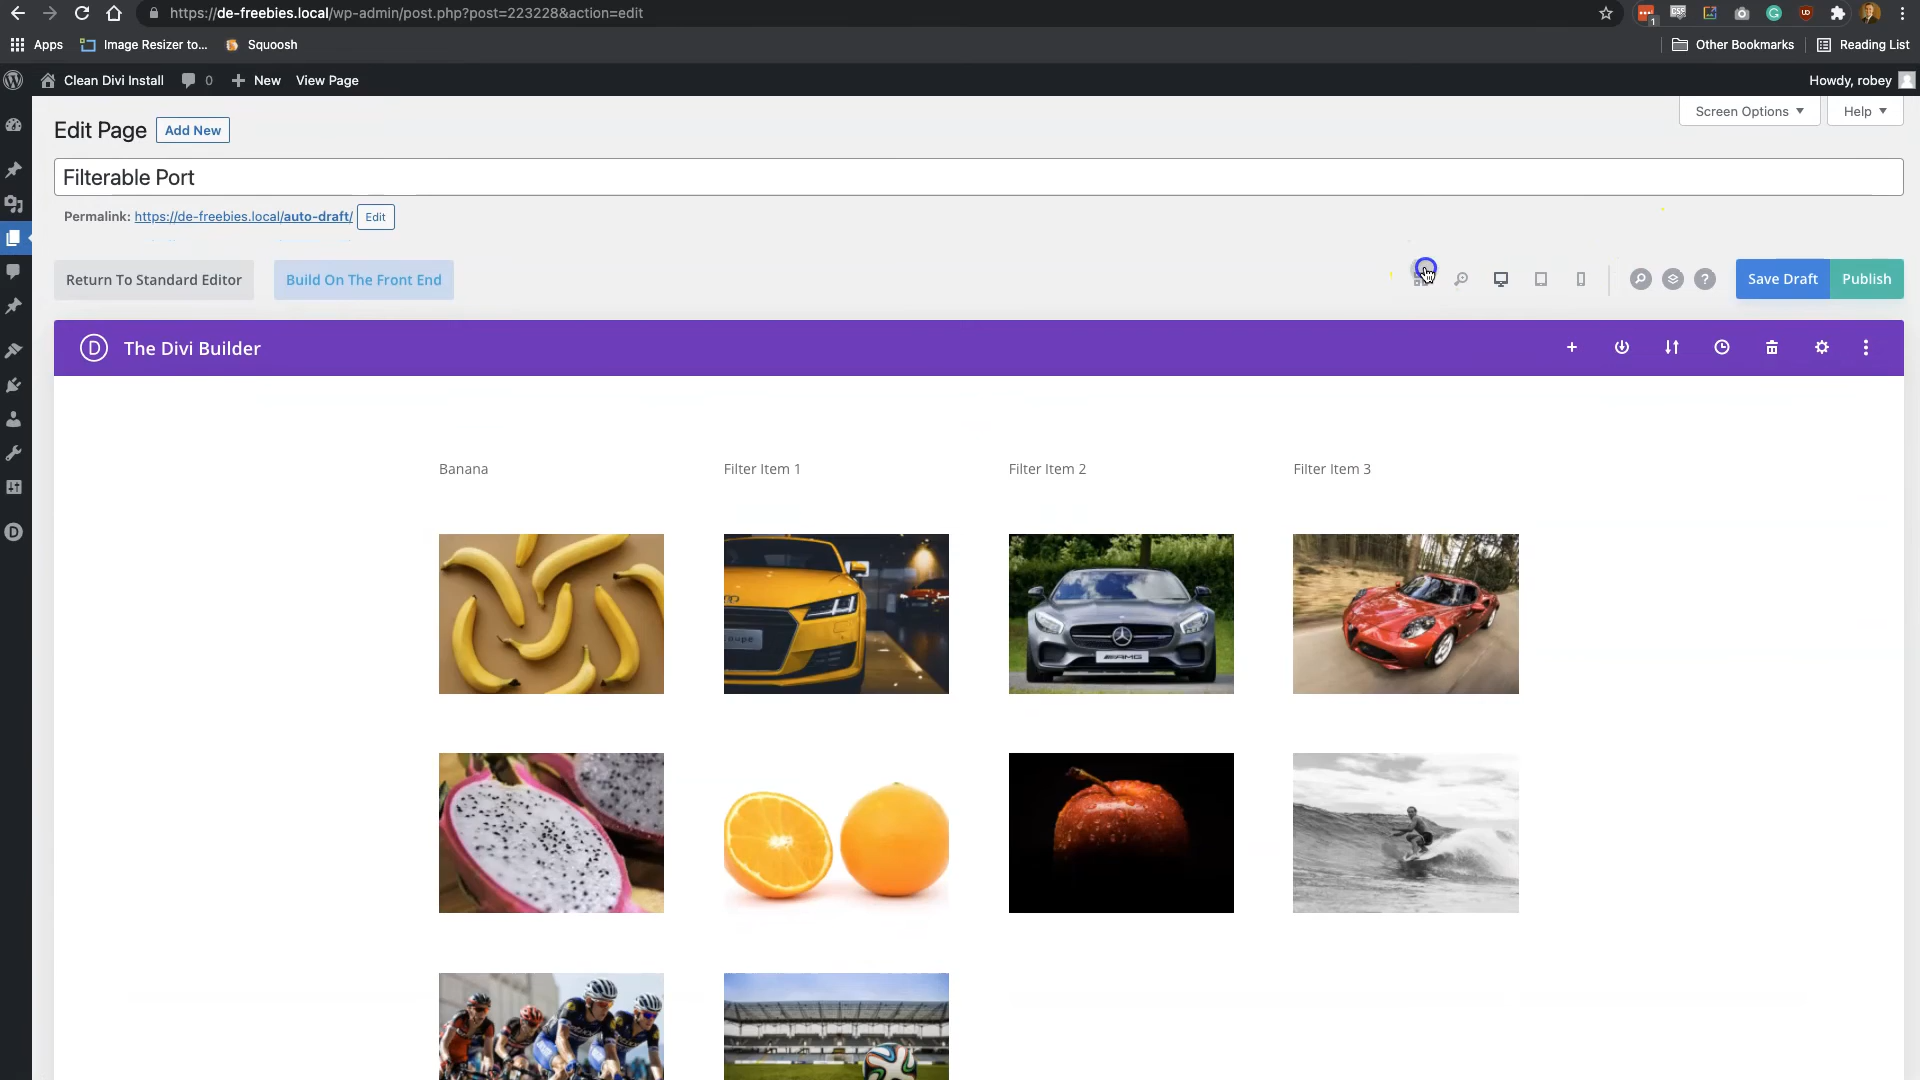 https://de-freebies.local/wp-admin/post.php?post=223228&action=edit
Apps Image Resizer to... Squoosh Other Bookmarks Reading List
Clean Divi Install 0 New View Page Howdy, robey
Screen Options Help
Edit Page Add New
Filterable Port
Permalink: https://de-freebies.local/auto-draft/ Edit
Return To Standard Editor Build On The Front End Save Draft Publish
D The Divi Builder
Banana Filter Item 1 Filter Item 2 Filter Item 3
AMG